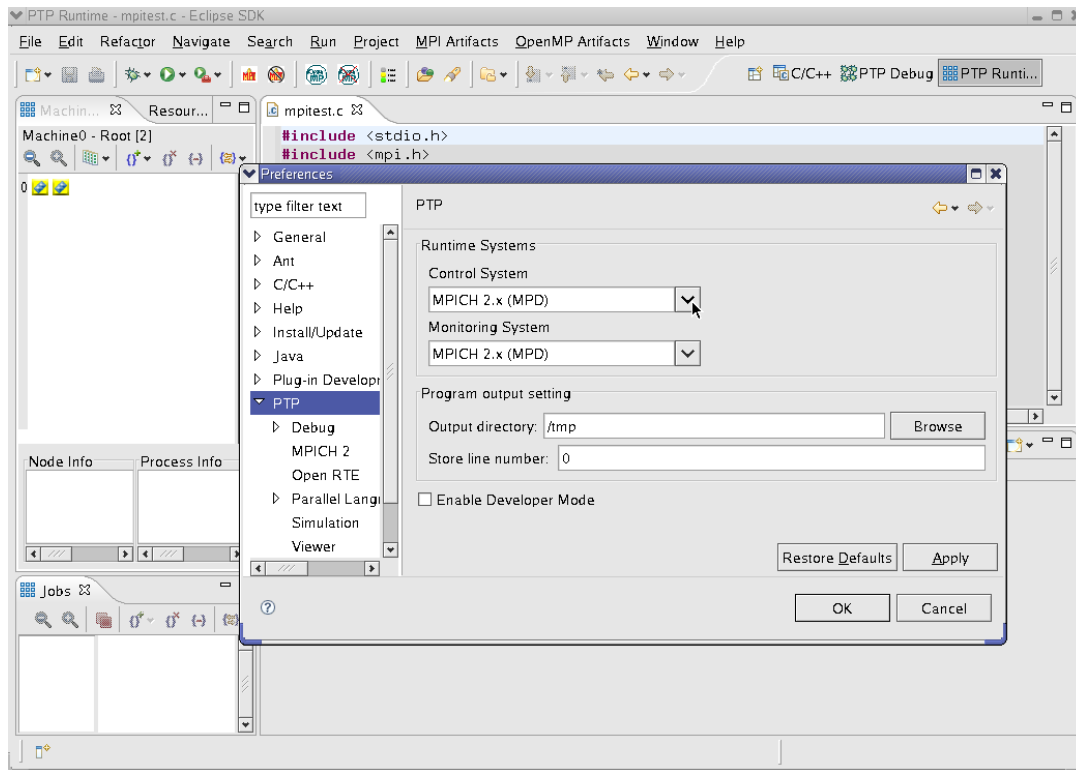 PTP Runtime - mpitest.c - Eclipse SDK
File Edit Refactor Navigate Search Run Project MPI Artifacts OpenMP Artifacts Window Help
C/C++ PTP Debug PTP Runti...
Machin... Resour...
mpitest.c
Machine0 - Root [2]
#include <stdio.h>
#include <mpi.h>
0
Preferences
type filter text
PTP
General
Ant
C/C++
Help
Install/Update
Java
Plug-in Developr
PTP
Debug
MPICH 2
Open RTE
Parallel Langu
Simulation
Viewer
Runtime Systems
Control System
MPICH 2.x (MPD)
Monitoring System
MPICH 2.x (MPD)
Program output setting
Output directory: /tmp Browse
Store line number: 0
Enable Developer Mode
Restore Defaults Apply
OK Cancel
Node Info Process Info
Jobs